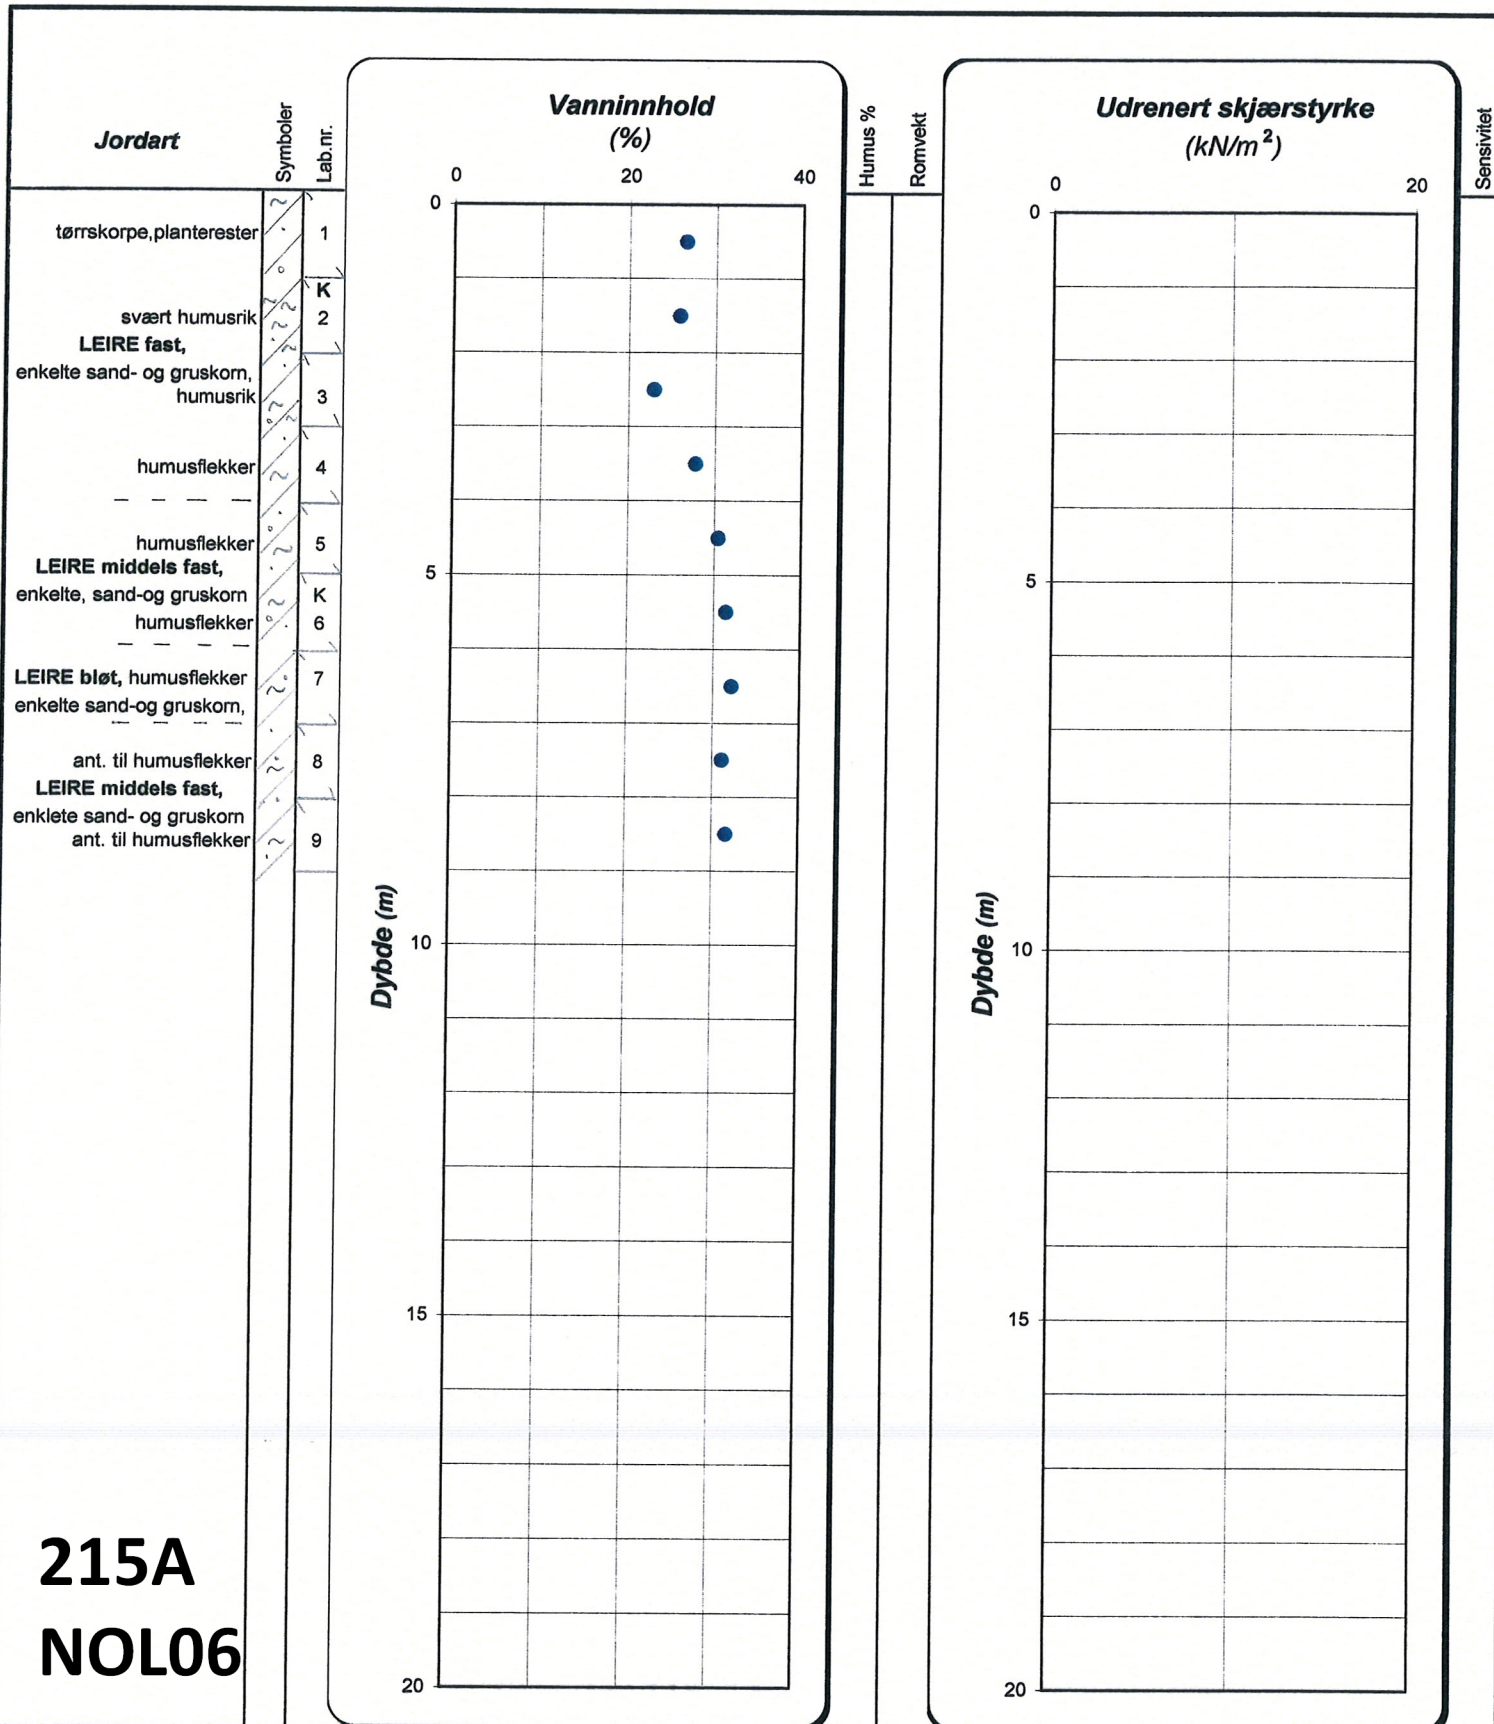 Jordart
Symboler
Lab.nr.
Vanninnhold
(%)
0 20 40
Humus %
Romvekt
Udrenert skjærstyrke
(kN/m²)
0 20
Sensivitet
tørrskorpe,planterester 1
K
svært humusrik 2
LEIRE fast,
enkelte sand- og gruskorn,
humusrik 3
humusflekker 4
humusflekker 5
LEIRE middels fast,
enkelte, sand-og gruskorn K
humusflekker 6
LEIRE bløt, humusflekker 7
enkelte sand-og gruskorn,
ant. til humusflekker 8
LEIRE middels fast,
enklete sand- og gruskorn
ant. til humusflekker 9
Dybde (m)
0
5
10
15
20
Dybde (m)
0
5
10
15
20
215A
NOL06